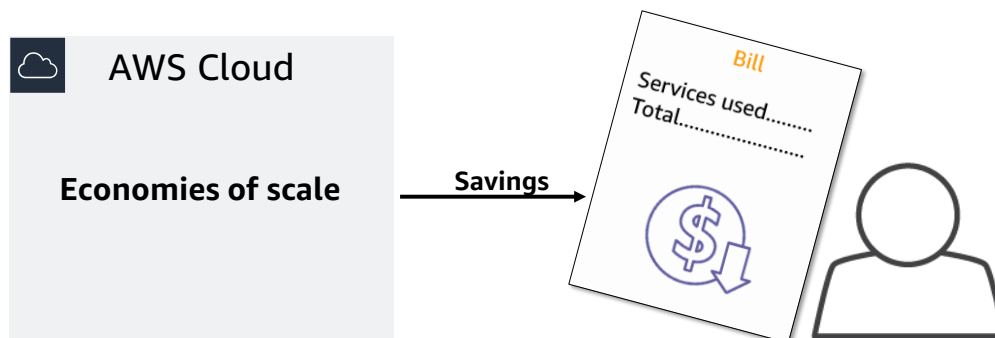 AWS Cloud
Economies of scale
Savings
Bill
Services used.........
Total.......................
$